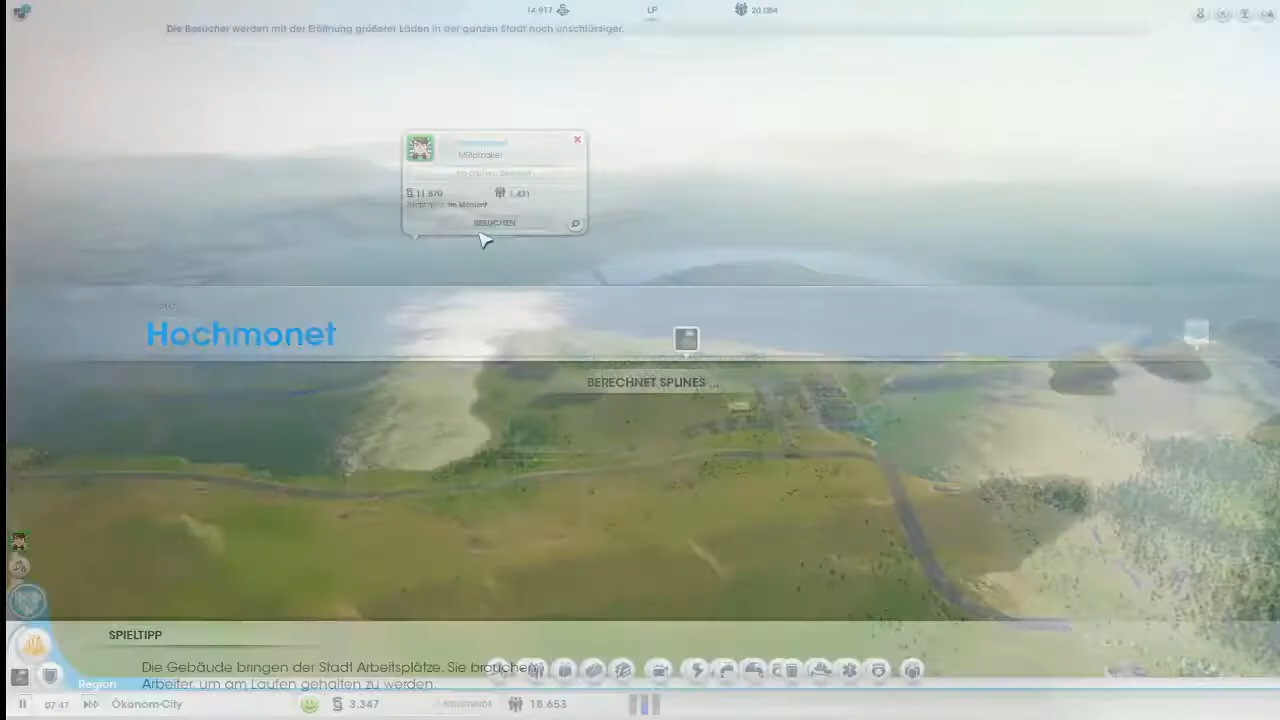 14.917
LP
20.084
Die Besucher werden mit der Eröffnung größerer Läden in der ganzen Stadt noch unschlüssiger.
11.670
1.431
Im Moment
BESUCHEN
Hochmonet
BERECHNET SPLINES ...
SPIELTIPP
Die Gebäude bringen der Stadt Arbeitsplätze. Sie brauchen
Arbeiter, um am Laufen gehalten zu werden.
Region
07:47
Ökonom-City
3.347
18.653